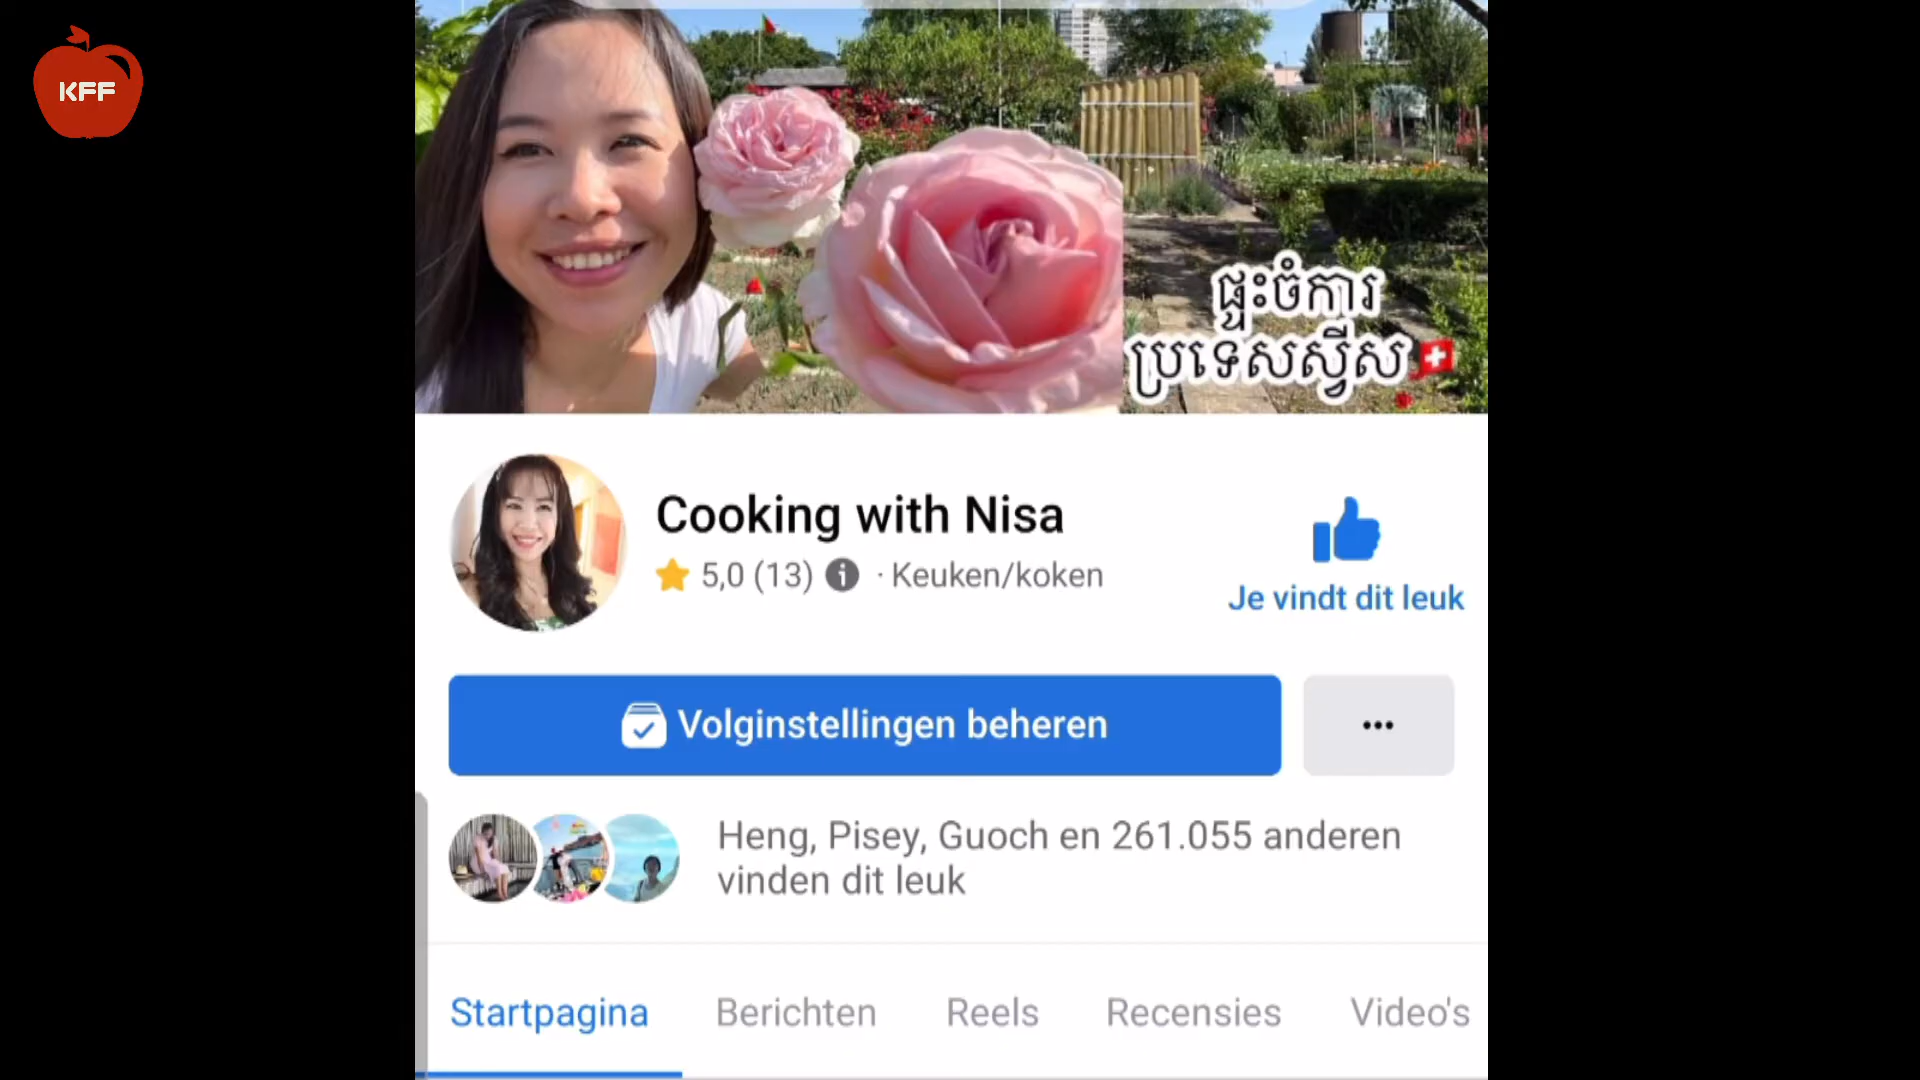 KFF
ផ្ទះចំការ
ប្រទេសស្វីស
Cooking with Nisa
5,0 (13) · Keuken/koken
Je vindt dit leuk
Volginstellingen beheren
Heng, Pisey, Guoch en 261.055 anderen
vinden dit leuk
Startpagina Berichten Reels Recensies Video's